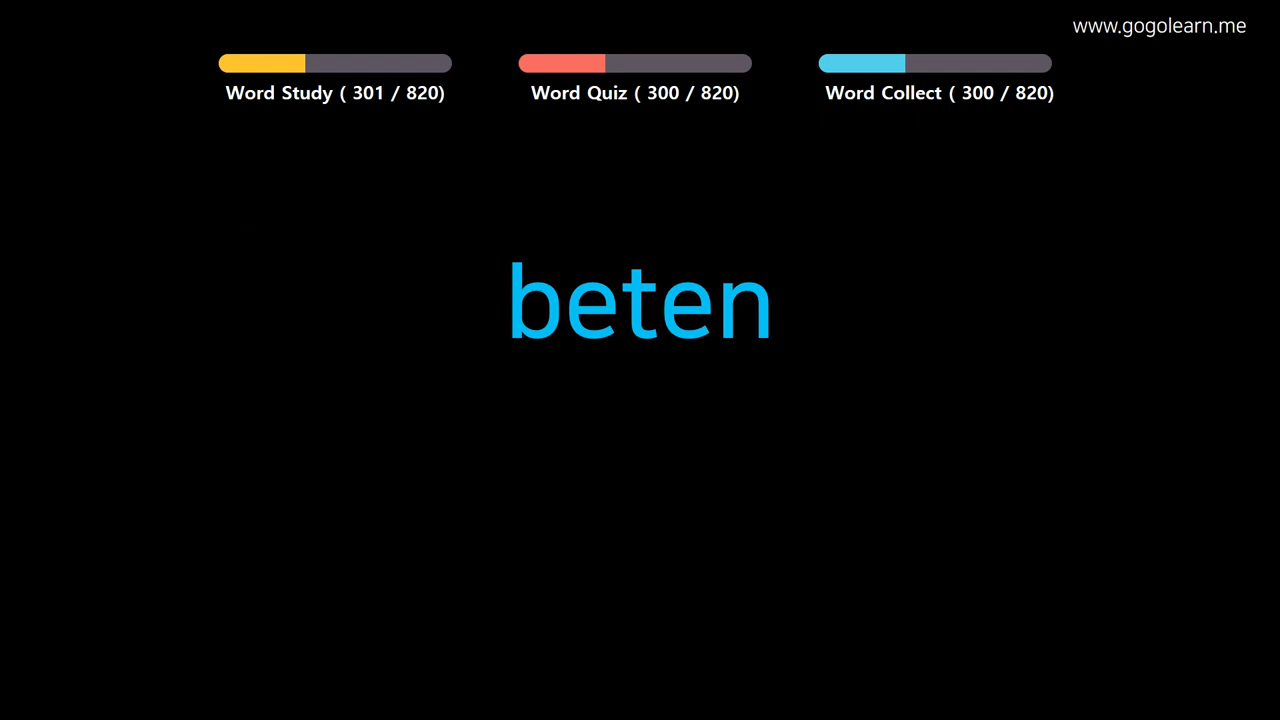 www.gogolearn.me
Word Study ( 301 / 820)
Word Quiz ( 300 / 820)
Word Collect ( 300 / 820)
beten